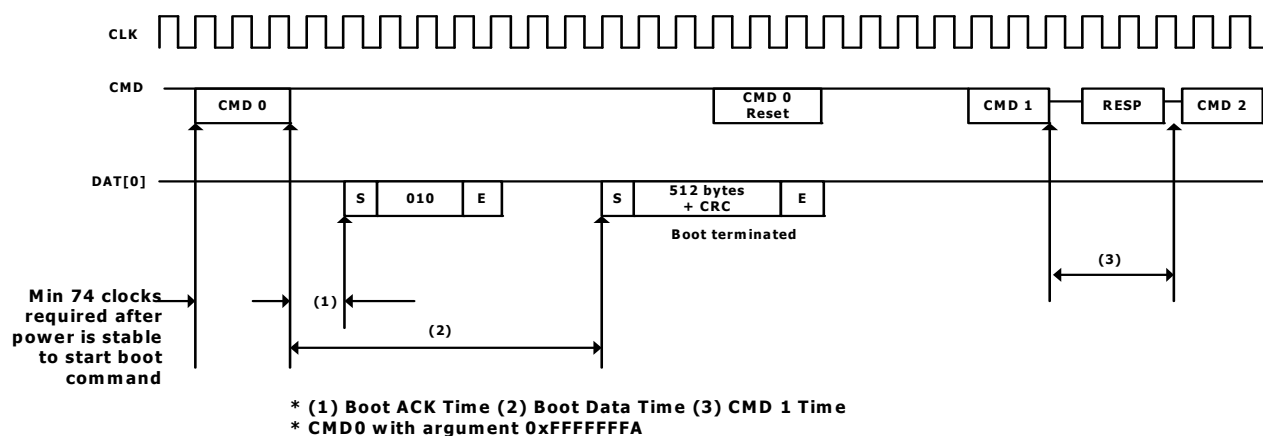 CLK
CMD
CMD 0
CMD 0
Reset
CMD 1
RESP
CMD 2
DAT[0]
S
010
E
S
512 bytes
+ CRC
E
Boot terminated
(3)
Min 74 clocks
required after
power is stable
to start boot
command
(1)
(2)
* (1) Boot ACK Time (2) Boot Data Time (3) CMD 1 Time
* CMD0 with argument 0xFFFFFFFA